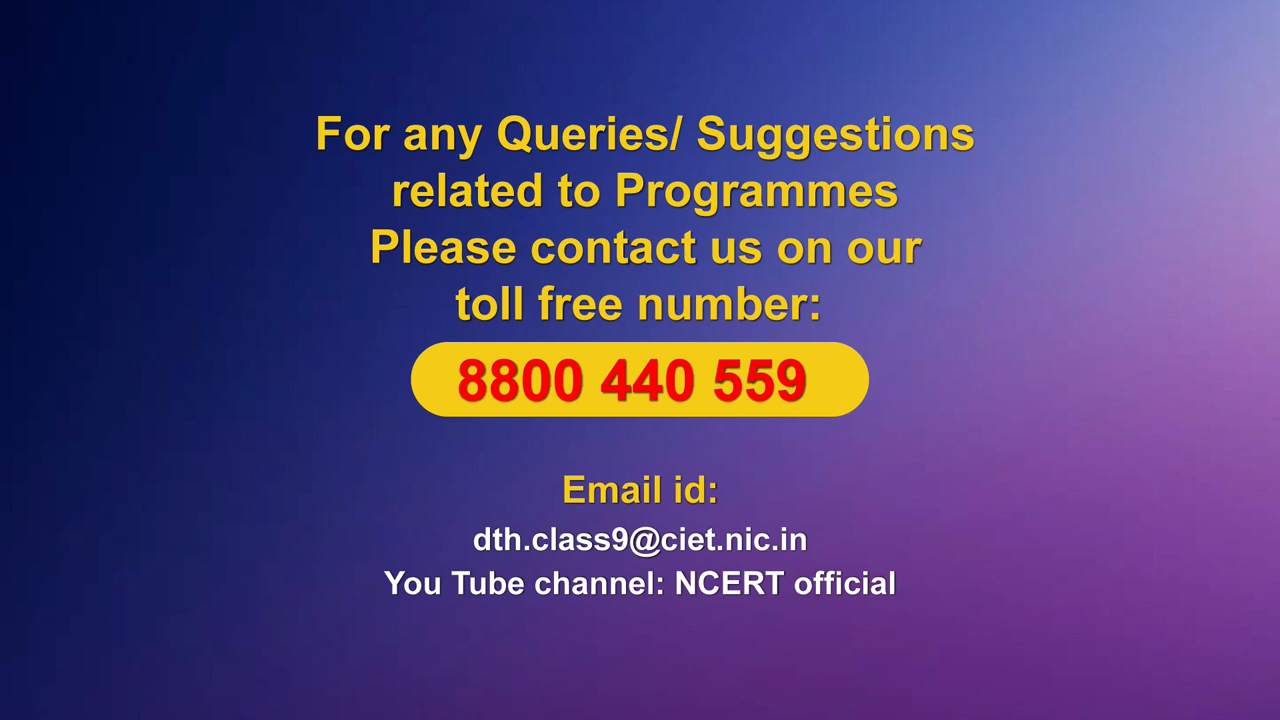 For any Queries/ Suggestions
related to Programmes
Please contact us on our
toll free number:
8800 440 559
Email id:
dth.class9@ciet.nic.in
You Tube channel: NCERT official